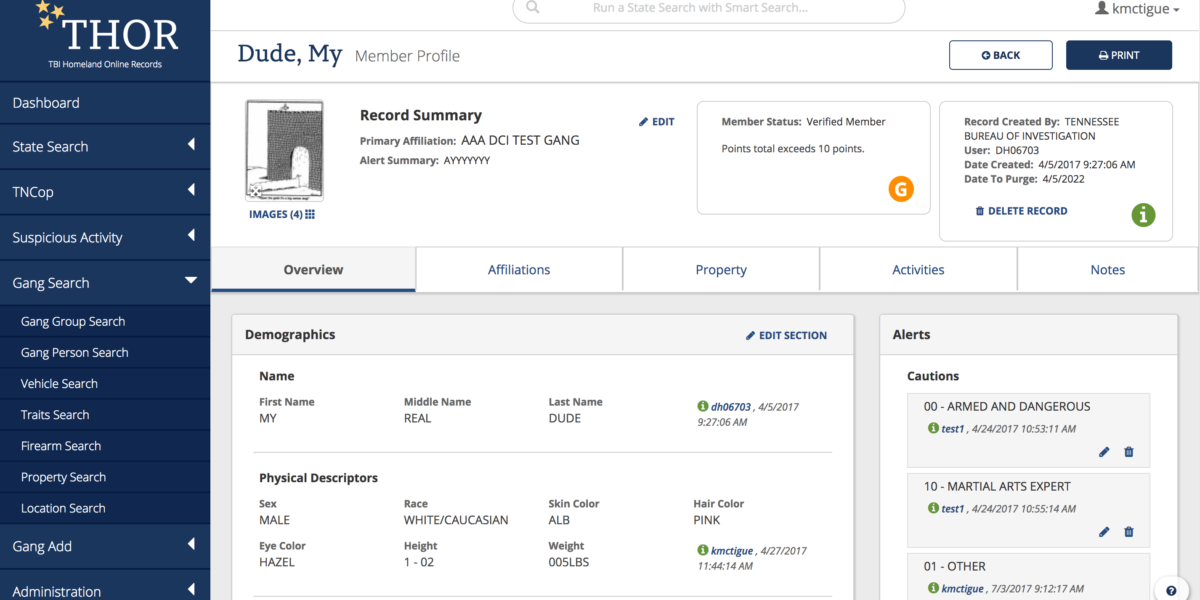 THOR
TBI Homeland Online Records
Dashboard
State Search
TNCop
Suspicious Activity
Gang Search
Gang Group Search
Gang Person Search
Vehicle Search
Traits Search
Firearm Search
Property Search
Location Search
Gang Add
Administration
Run a State Search with Smart Search...
kmctigue
Dude, My Member Profile
BACK
PRINT
IMAGES (4)
Record Summary
EDIT
Primary Affiliation: AAA DCI TEST GANG
Alert Summary: AYYYYYYY
Member Status: Verified Member
Points total exceeds 10 points.
G
Record Created By: TENNESSEE
BUREAU OF INVESTIGATION
User: DH06703
Date Created: 4/5/2017 9:27:06 AM
Date To Purge: 4/5/2022
DELETE RECORD
Overview
Affiliations
Property
Activities
Notes
Demographics
EDIT SECTION
Name
First Name Middle Name Last Name
MY REAL DUDE
dh06703 , 4/5/2017
9:27:06 AM
Physical Descriptors
Sex Race Skin Color Hair Color
MALE WHITE/CAUCASIAN ALB PINK
Eye Color Height Weight
HAZEL 1 - 02 005LBS
kmctigue , 4/27/2017
11:44:14 AM
Alerts
Cautions
00 - ARMED AND DANGEROUS
test1 , 4/24/2017 10:53:11 AM
10 - MARTIAL ARTS EXPERT
test1 , 4/24/2017 10:55:14 AM
01 - OTHER
kmctigue , 7/3/2017 9:12:17 AM
?